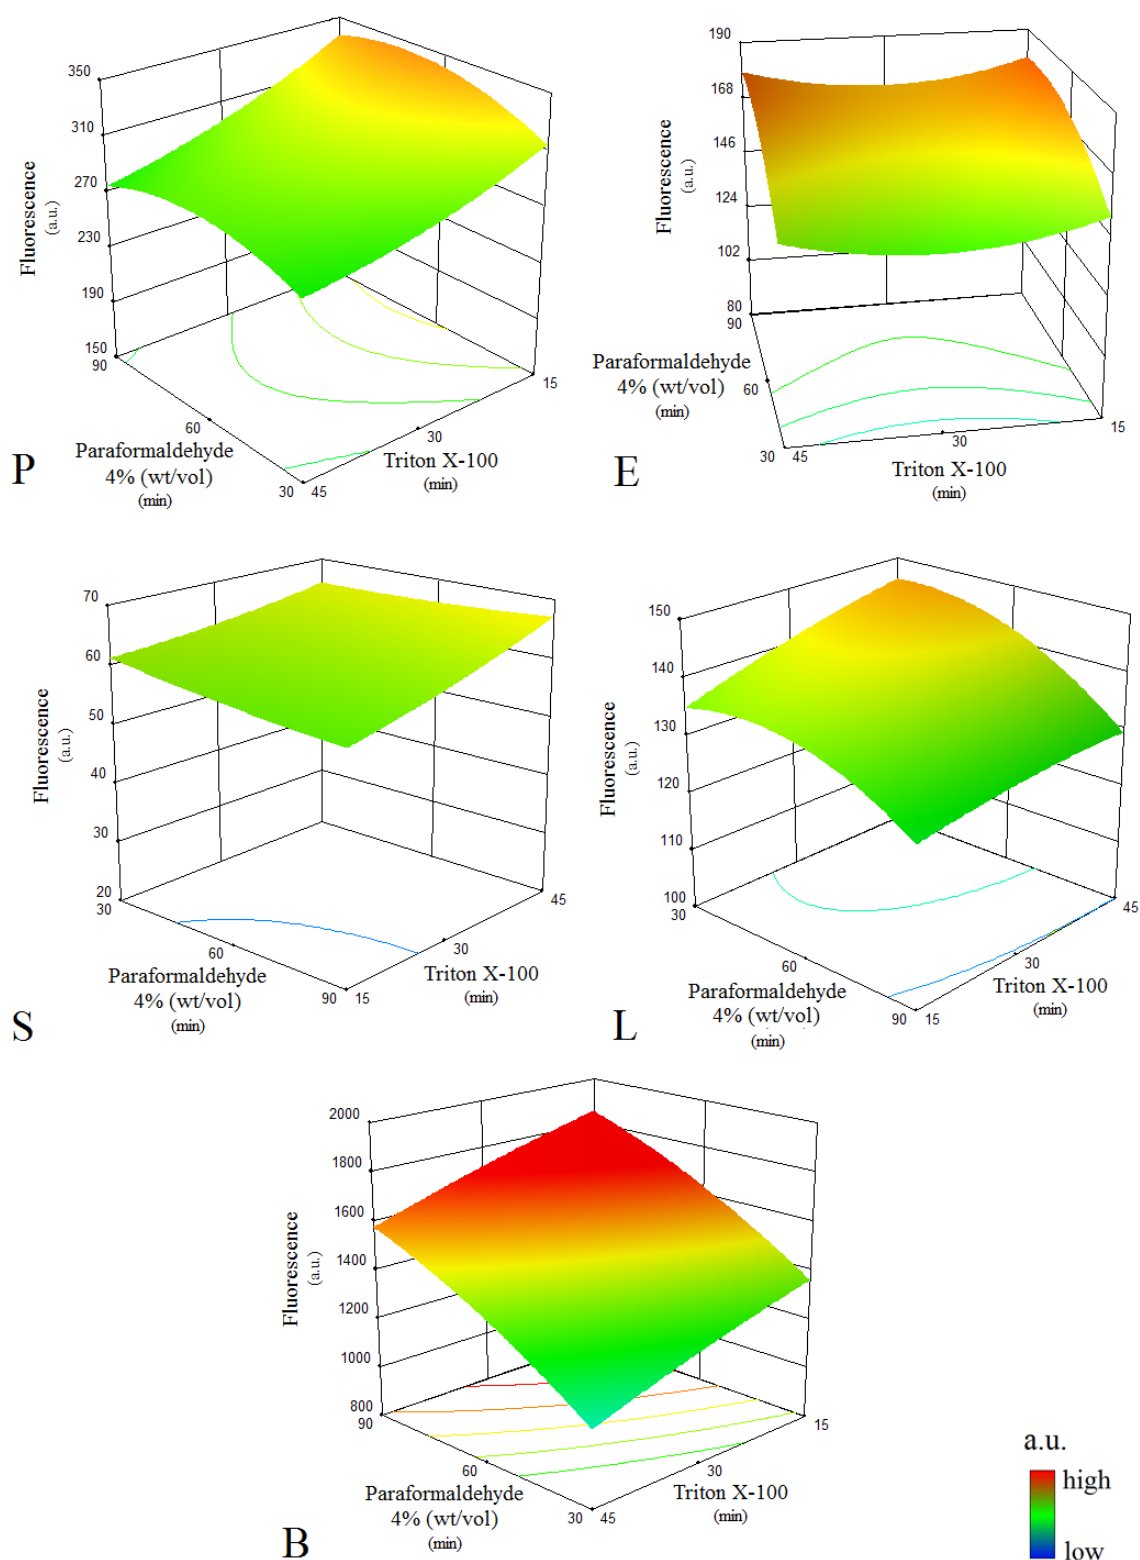 350
310
270
230
190
150
90
60
30
45
30
15
Fluorescence
(a.u.)
Paraformaldehyde
4% (wt/vol)
(min)
Triton X-100
(min)
P
190
168
146
124
102
80
90
60
30
45
30
15
Fluorescence
(a.u.)
Paraformaldehyde
4% (wt/vol)
(min)
Triton X-100
(min)
E
70
60
50
40
30
20
30
60
90
15
30
45
Fluorescence
(a.u.)
Paraformaldehyde
4% (wt/vol)
(min)
Triton X-100
(min)
S
150
140
130
120
110
100
30
60
90
15
30
45
Fluorescence
(a.u.)
Paraformaldehyde
4% (wt/vol)
(min)
Triton X-100
(min)
L
2000
1800
1600
1400
1200
1000
800
90
60
30
45
30
15
Fluorescence
(a.u.)
Paraformaldehyde
4% (wt/vol)
(min)
Triton X-100
(min)
B
a.u.
high
low